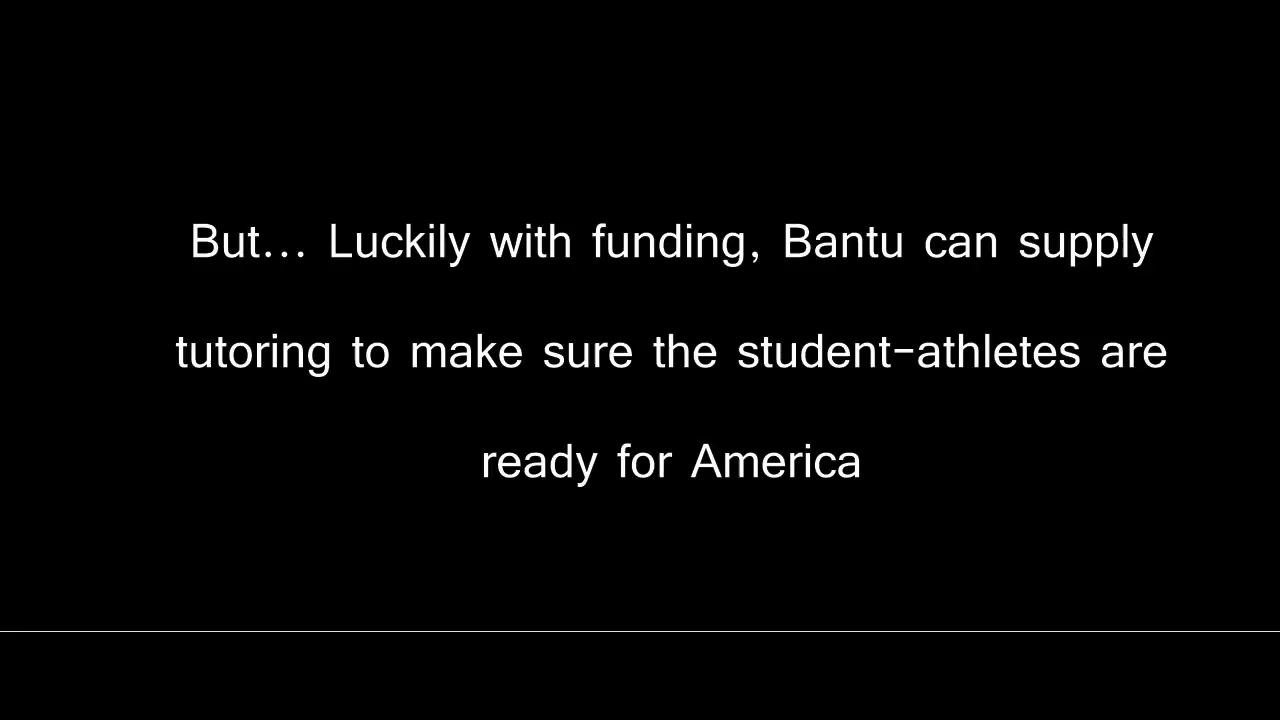 But... Luckily with funding, Bantu can supply
tutoring to make sure the student-athletes are
ready for America